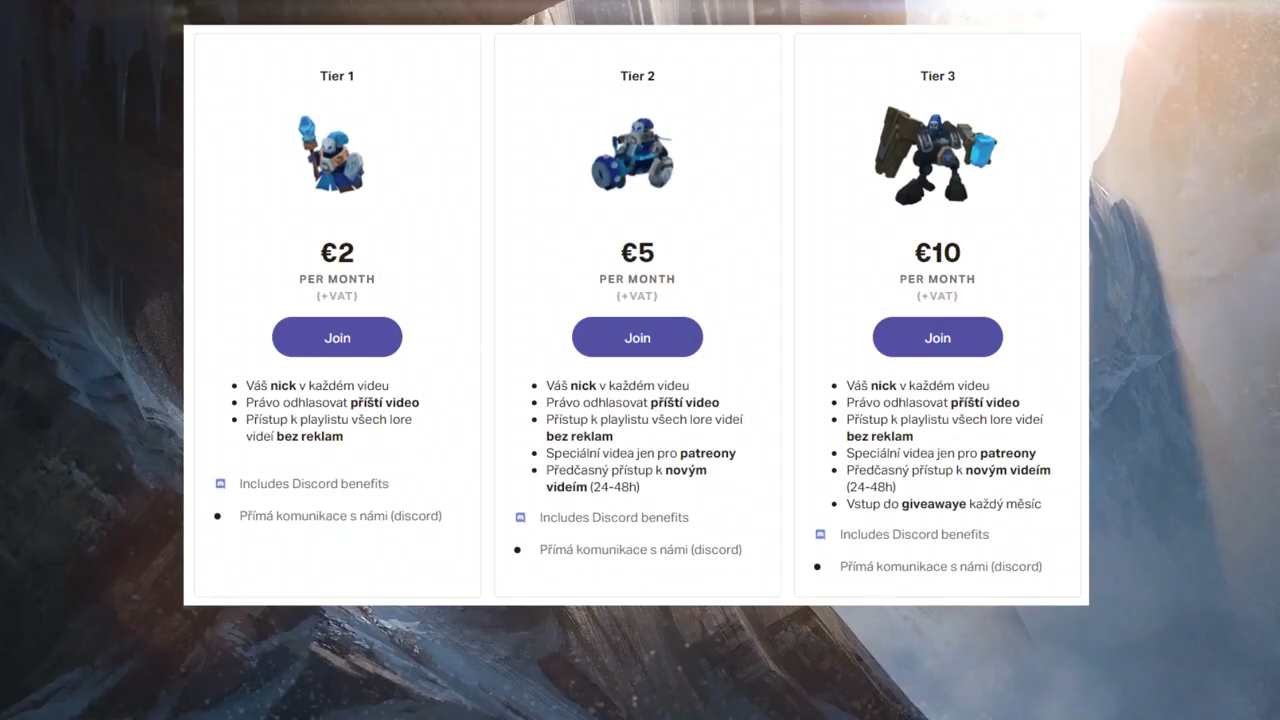 Tier 1
€2
PER MONTH
(+VAT)
Join
Váš nick v každém videu
Právo odhlasovat příští video
Přístup k playlistu všech lore
videí bez reklam
Includes Discord benefits
Přímá komunikace s námi (discord)
Tier 2
€5
PER MONTH
(+VAT)
Join
Váš nick v každém videu
Právo odhlasovat příští video
Přístup k playlistu všech lore videí
bez reklam
Speciální videa jen pro patreony
Předčasný přístup k novým
videím (24-48h)
Includes Discord benefits
Přímá komunikace s námi (discord)
Tier 3
€10
PER MONTH
(+VAT)
Join
Váš nick v každém videu
Právo odhlasovat příští video
Přístup k playlistu všech lore videí
bez reklam
Speciální videa jen pro patreony
Předčasný přístup k novým videím
(24-48h)
Vstup do giveawaye každý měsíc
Includes Discord benefits
Přímá komunikace s námi (discord)